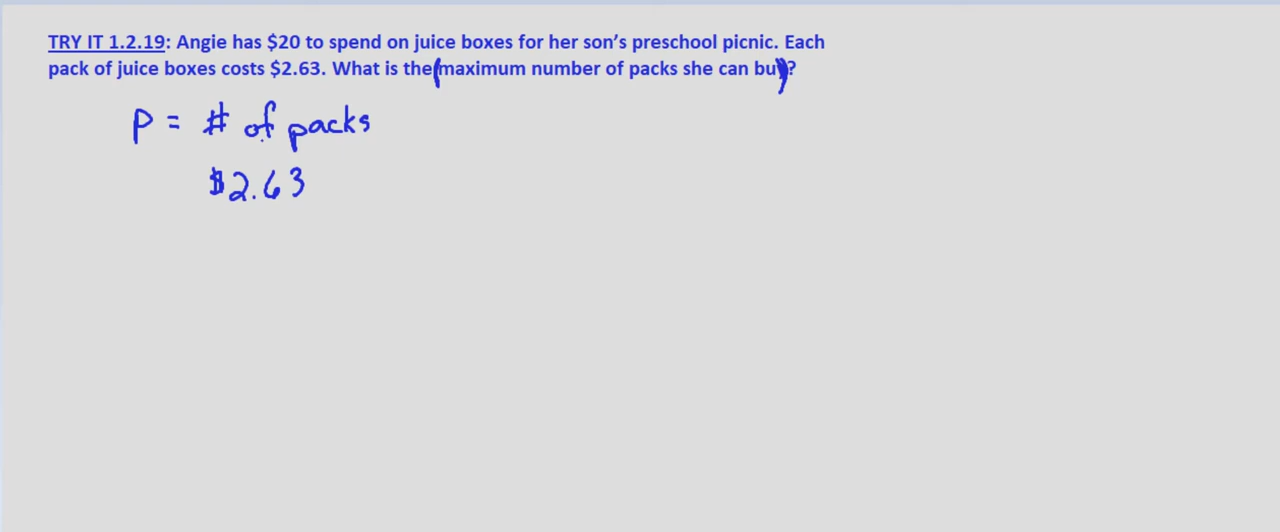 TRY IT 1.2.19: Angie has $20 to spend on juice boxes for her son's preschool picnic. Each
pack of juice boxes costs $2.63. What is the (maximum number of packs she can buy)?
P = # of packs
$2.63